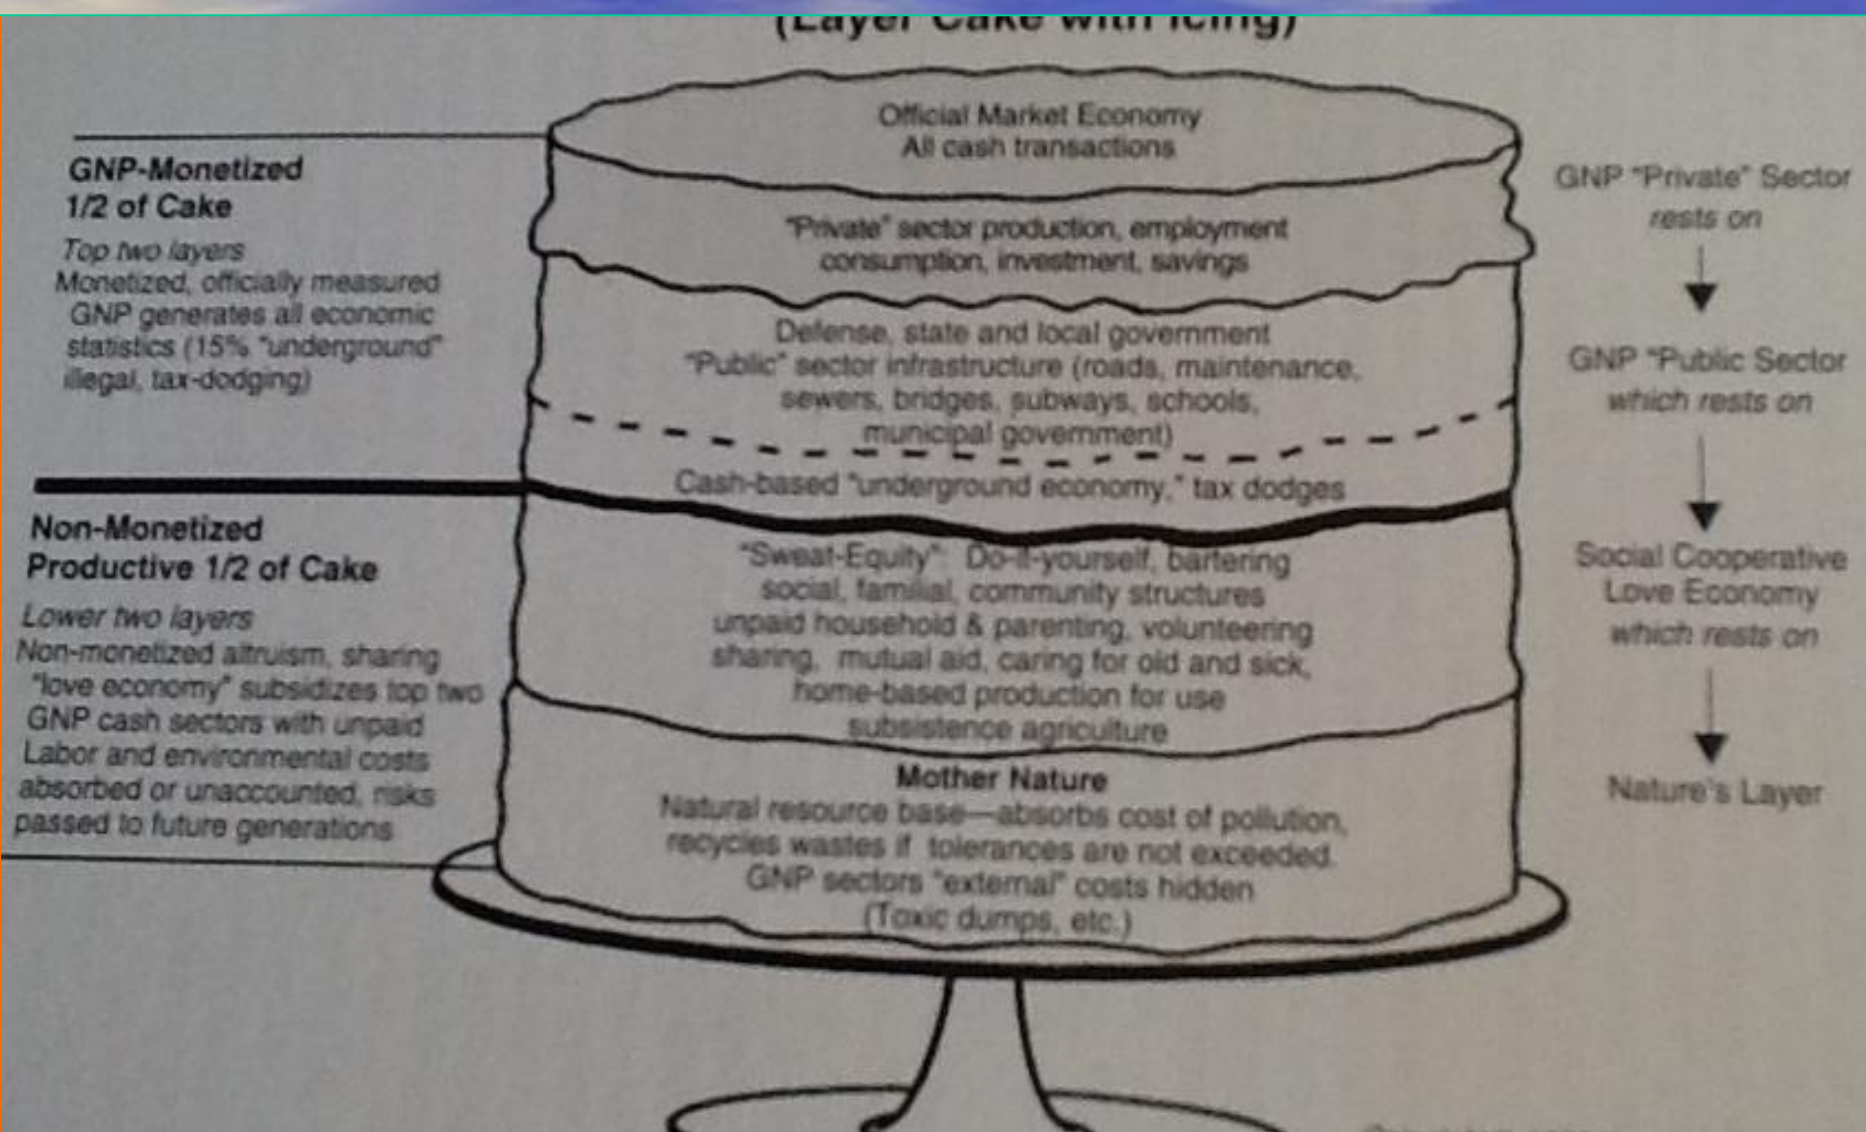 (Layer Cake with Icing)
Official Market Economy
All cash transactions
GNP-Monetized
1/2 of Cake
Top two layers
Monetized, officially measured
GNP generates all economic
statistics (15% "underground"
illegal, tax-dodging)
"Private" sector production, employment
consumption, investment, savings
Defense, state and local government
"Public" sector infrastructure (roads, maintenance,
sewers, bridges, subways, schools,
municipal government)
Cash-based "underground economy," tax dodges
GNP "Private" Sector
rests on
GNP "Public Sector
which rests on
Social Cooperative
Love Economy
which rests on
Nature's Layer
Non-Monetized
Productive 1/2 of Cake
Lower two layers
Non-monetized altruism, sharing
"love economy" subsidizes top two
GNP cash sectors with unpaid
Labor and environmental costs
absorbed or unaccounted, risks
passed to future generations
"Sweat-Equity": Do-it-yourself, bartering
social, familial, community structures
unpaid household & parenting, volunteering
sharing, mutual aid, caring for old and sick,
home-based production for use
subsistence agriculture
Mother Nature
Natural resource base—absorbs cost of pollution,
recycles wastes if tolerances are not exceeded.
GNP sectors "external" costs hidden
(Toxic dumps, etc.)